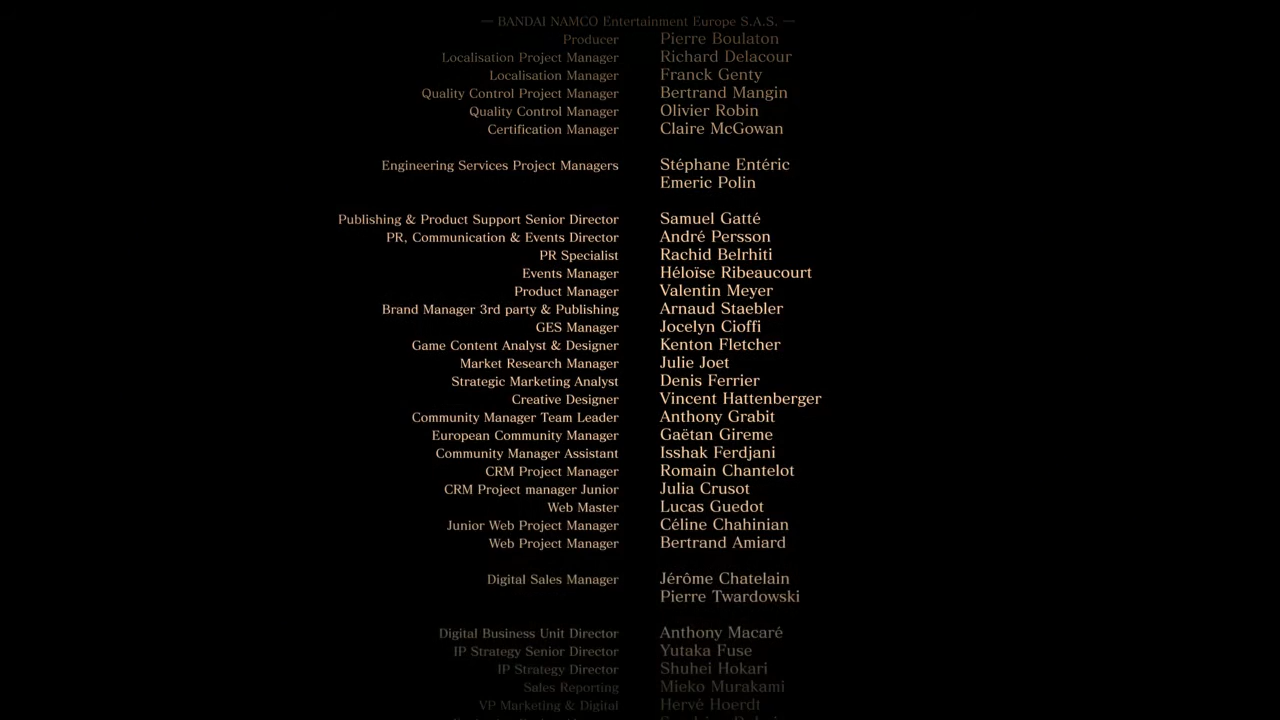 — BANDAI NAMCO Entertainment Europe S.A.S. —
Producer Pierre Boulaton
Localisation Project Manager Richard Delacour
Localisation Manager Franck Genty
Quality Control Project Manager Bertrand Mangin
Quality Control Manager Olivier Robin
Certification Manager Claire McGowan
Engineering Services Project Managers Stéphane Entéric
Emeric Polin
Publishing & Product Support Senior Director Samuel Gatté
PR, Communication & Events Director André Persson
PR Specialist Rachid Belrhiti
Events Manager Héloïse Ribeaucourt
Product Manager Valentin Meyer
Brand Manager 3rd party & Publishing Arnaud Staebler
GES Manager Jocelyn Cioffi
Game Content Analyst & Designer Kenton Fletcher
Market Research Manager Julie Joet
Strategic Marketing Analyst Denis Ferrier
Creative Designer Vincent Hattenberger
Community Manager Team Leader Anthony Grabit
European Community Manager Gaëtan Gireme
Community Manager Assistant Isshak Ferdjani
CRM Project Manager Romain Chantelot
CRM Project manager Junior Julia Crusot
Web Master Lucas Guedot
Junior Web Project Manager Céline Chahinian
Web Project Manager Bertrand Amiard
Digital Sales Manager Jérôme Chatelain
Pierre Twardowski
Digital Business Unit Director Anthony Macaré
IP Strategy Senior Director Yutaka Fuse
IP Strategy Director Shuhei Hokari
Sales Reporting Mieko Murakami
VP Marketing & Digital Hervé Hoerdt